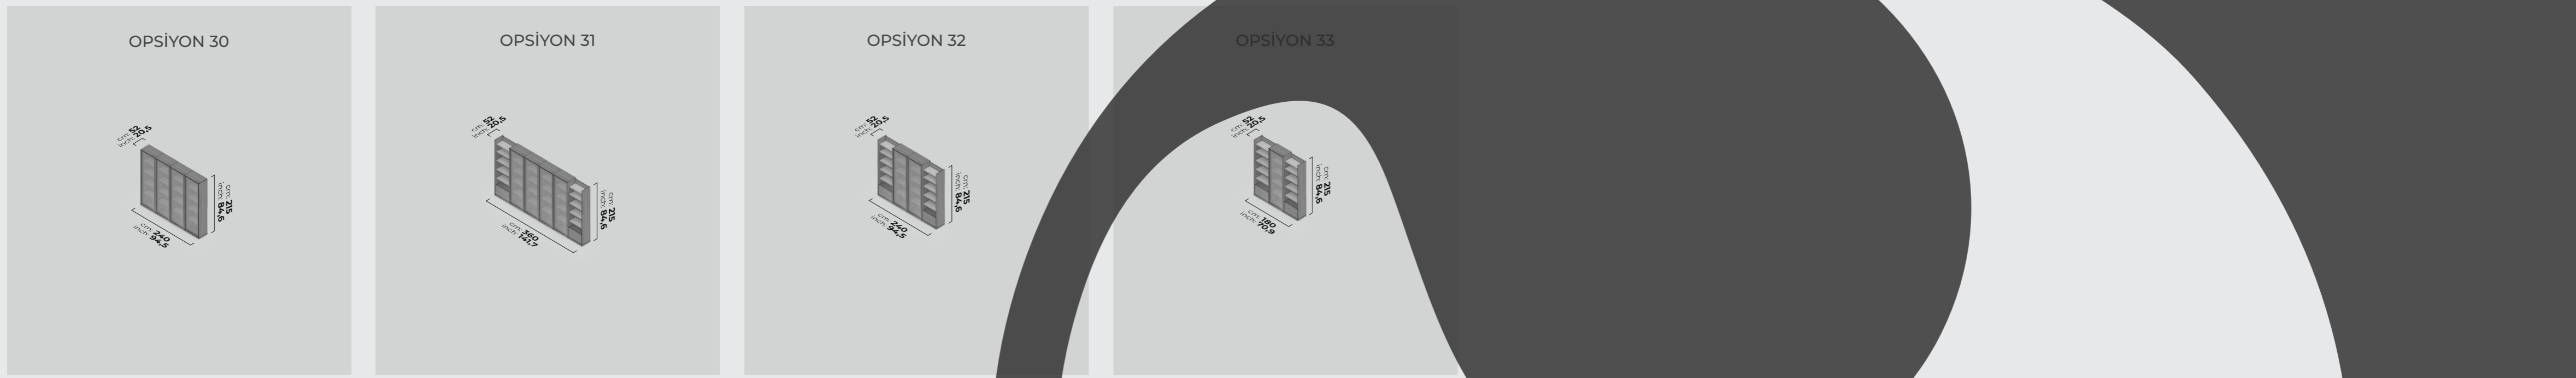 OPSİYON 30
cm: 52
inch: 20,5
cm: 215
inch: 84,6
cm: 240
inch: 94,5
OPSİYON 31
cm: 52
inch: 20,5
cm: 215
inch: 84,6
cm: 360
inch: 141,7
OPSİYON 32
cm: 52
inch: 20,5
cm: 215
inch: 84,6
cm: 240
inch: 94,5
OPSİYON 33
cm: 52
inch: 20,5
cm: 215
inch: 84,6
cm: 180
inch: 70,9